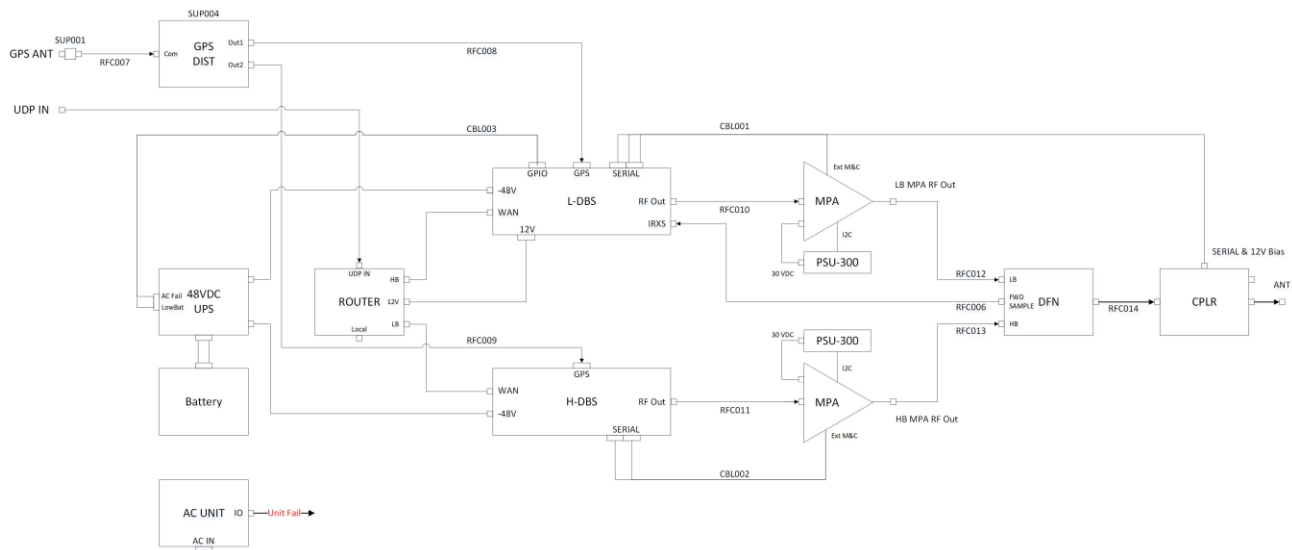 SUP004
SUP001
GPS ANT
RFC007
Com
GPS
DIST
Out1
Out2
RFC008
UDP IN
CBL003
CBL001
GPIO
GPS
SERIAL
-48V
WAN
L-DBS
RF Out
IRXS
12V
RFC010
Ext M&C
MPA
LB MPA RF Out
I2C
30 VDC
PSU-300
SERIAL & 12V Bias
ANT
AC Fail
LowBat
48VDC
UPS
UDP IN
HB
ROUTER
12V
LB
Local
RFC012
RFC006
RFC013
LB
FWD
SAMPLE
HB
DFN
RFC014
CPLR
RFC009
Battery
GPS
WAN
H-DBS
RF Out
-48V
SERIAL
RFC011
30 VDC
PSU-300
I2C
MPA
Ext M&C
HB MPA RF Out
CBL002
AC UNIT
IO
Unit Fail
AC IN